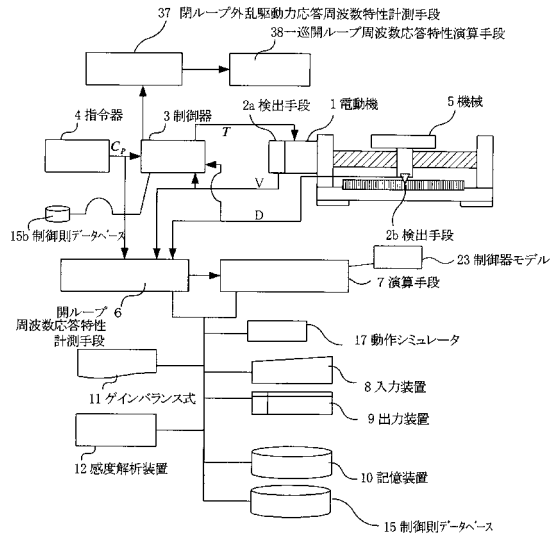 37 閉ループ外乱駆動力応答周波数特性計測手段
38一巡開ループ周波数応答特性演算手段
4 指令器
3 制御器
2a 検出手段
1 電動機
5 機械
Cp
T
V
D
15b 制御則データベース
2b 検出手段
23 制御器モデル
7 演算手段
開ループ 6
周波数応答特性
計測手段
17 動作シミュレータ
11 ゲインバランス式
8 入力装置
9 出力装置
12 感度解析装置
10 記憶装置
15 制御則データベース